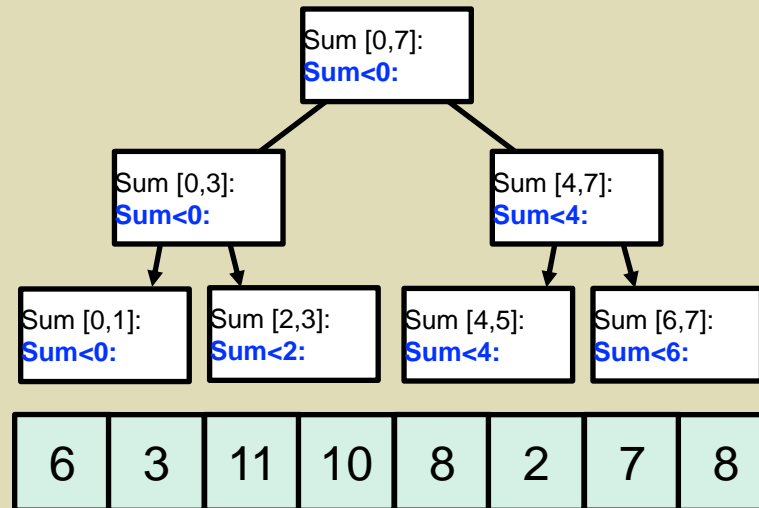 Sum [0,7]:
Sum<0:
Sum [0,3]:
Sum<0:
Sum [4,7]:
Sum<4:
Sum [0,1]:
Sum<0:
Sum [2,3]:
Sum<2:
Sum [4,5]:
Sum<4:
Sum [6,7]:
Sum<6:
6 3 11 10 8 2 7 8